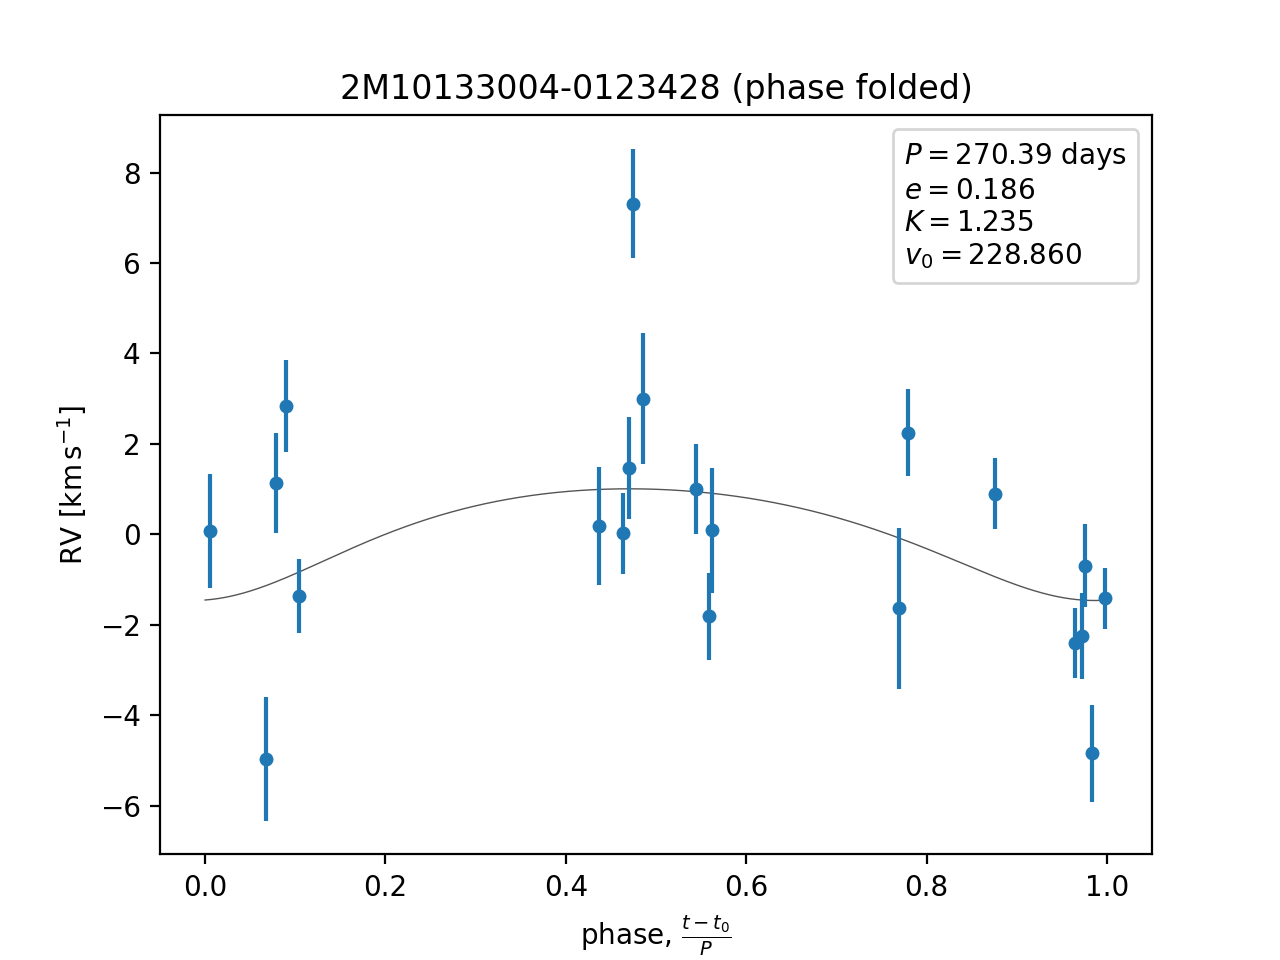 2M10133004-0123428 (phase folded)
P = 270.39 days
e = 0.186
K = 1.235
v₀ = 228.860
RV [km s⁻¹]
8
6
4
2
0
−2
−4
−6
0.0 0.2 0.4 0.6 0.8 1.0
phase, (t − t₀)/P